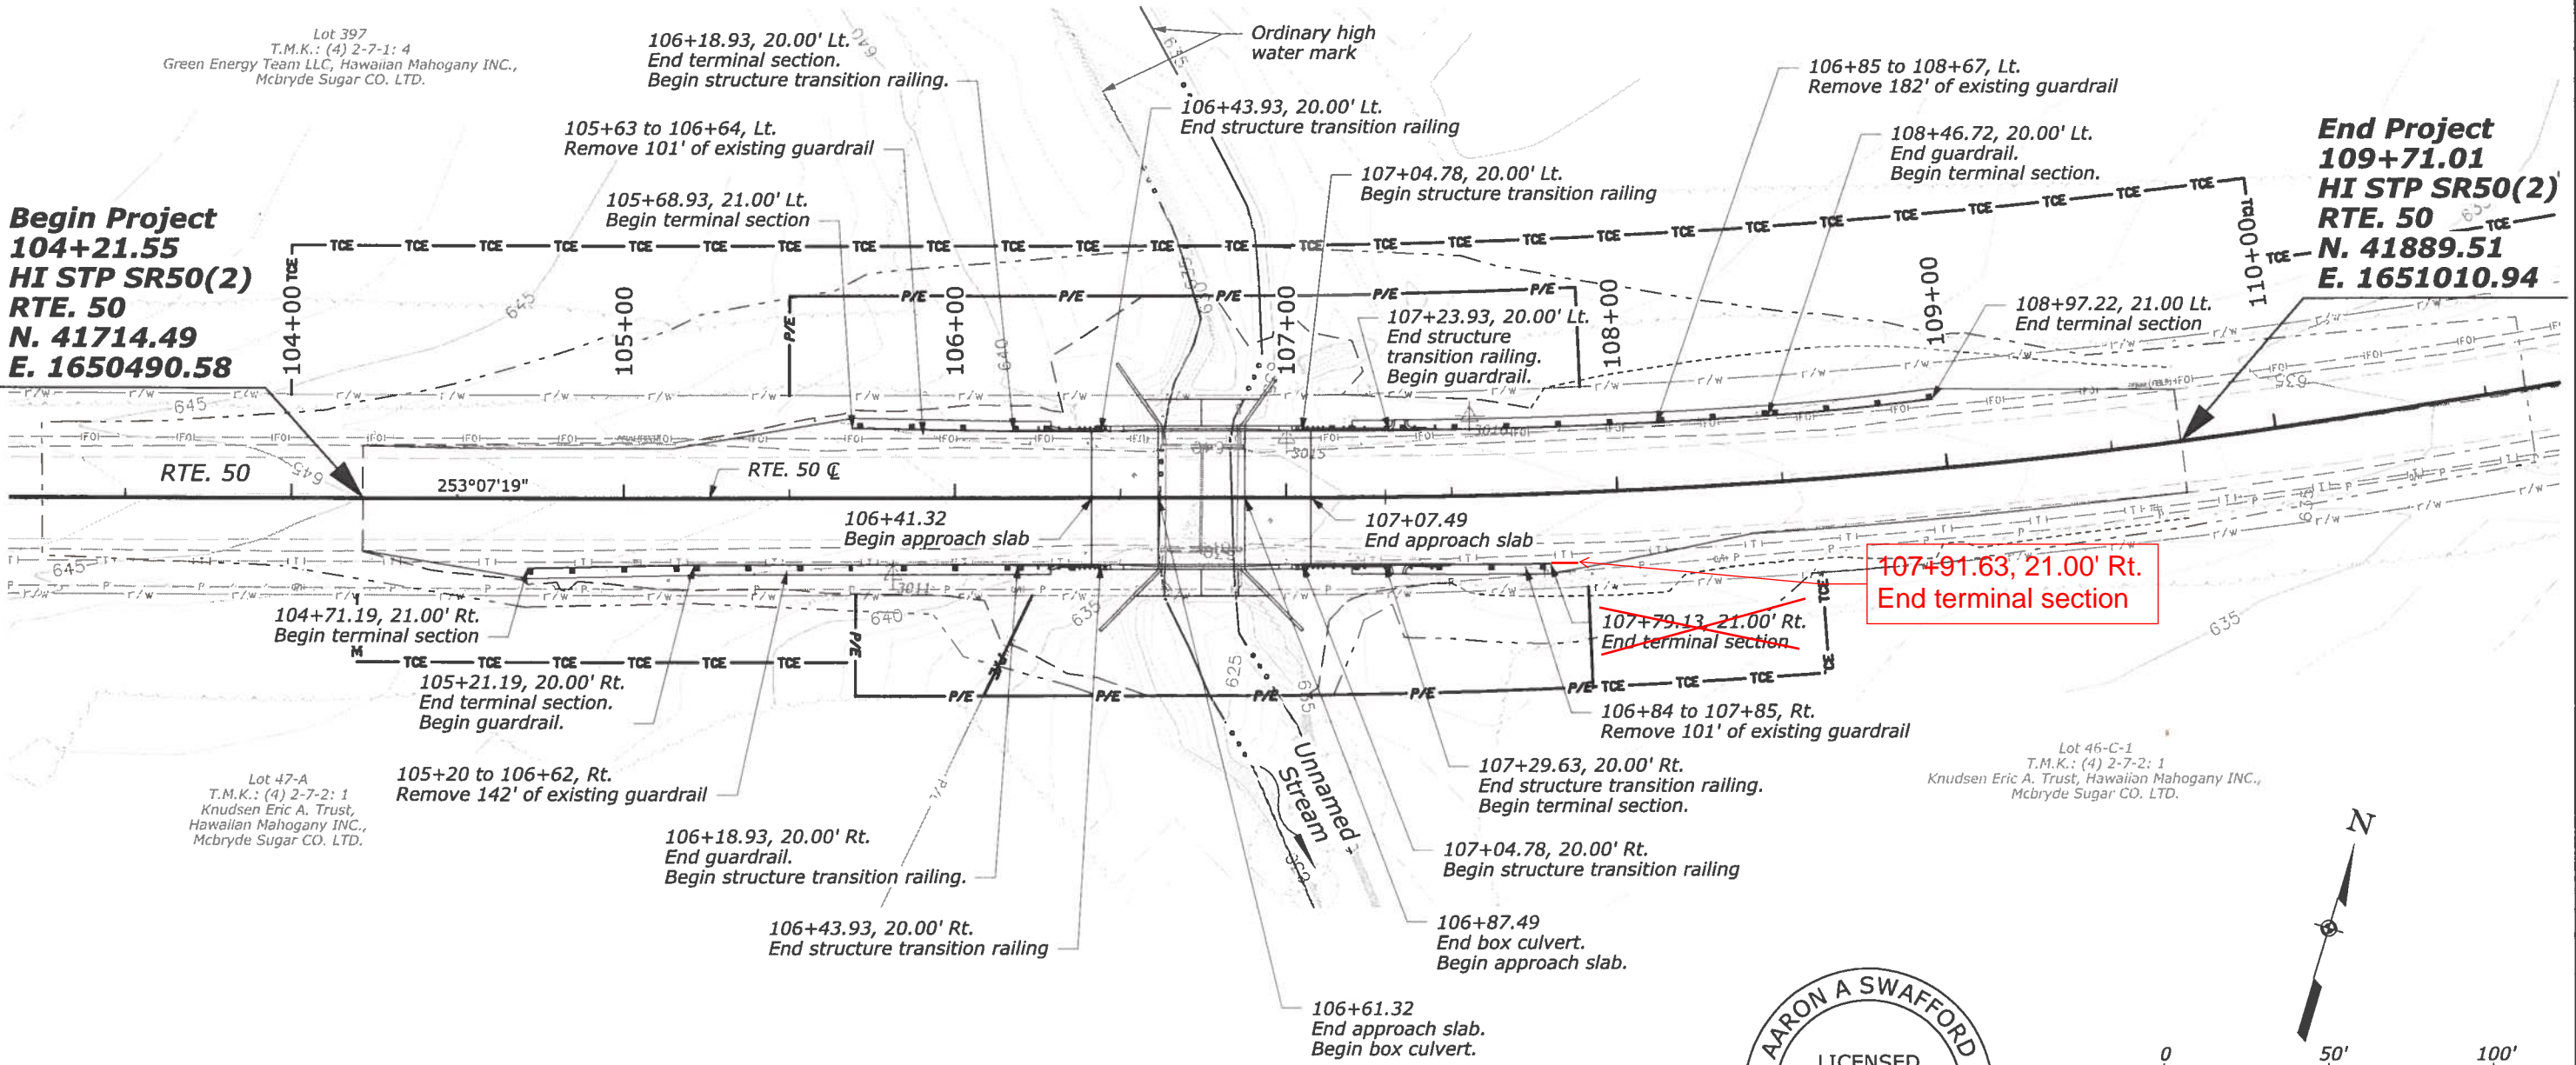 Lot 397
T.M.K.: (4) 2-7-1: 4
Green Energy Team LLC, Hawaiian Mahogany INC.,
Mcbryde Sugar CO. LTD.
106+18.93, 20.00' Lt.
End terminal section.
Begin structure transition railing.
Ordinary high
water mark
106+85 to 108+67, Lt.
Remove 182' of existing guardrail
106+43.93, 20.00' Lt.
End structure transition railing
105+63 to 106+64, Lt.
Remove 101' of existing guardrail
108+46.72, 20.00' Lt.
End guardrail.
Begin terminal section.
End Project
109+71.01
HI STP SR50(2)
RTE. 50
N. 41889.51
E. 1651010.94
107+04.78, 20.00' Lt.
Begin structure transition railing
105+68.93, 21.00' Lt.
Begin terminal section
Begin Project
104+21.55
HI STP SR50(2)
RTE. 50
N. 41714.49
E. 1650490.58
104+00
105+00
106+00
107+00
108+00
109+00
110+00
107+23.93, 20.00' Lt.
End structure
transition railing.
Begin guardrail.
108+97.22, 21.00 Lt.
End terminal section
RTE. 50
253°07'19"
RTE. 50 ℄
106+41.32
Begin approach slab
107+07.49
End approach slab
107+91.63, 21.00' Rt.
End terminal section
107+79.13, 21.00' Rt.
End terminal section
104+71.19, 21.00' Rt.
Begin terminal section
105+21.19, 20.00' Rt.
End terminal section.
Begin guardrail.
106+84 to 107+85, Rt.
Remove 101' of existing guardrail
Lot 47-A
T.M.K.: (4) 2-7-2: 1
Knudsen Eric A. Trust,
Hawaiian Mahogany INC.,
Mcbryde Sugar CO. LTD.
105+20 to 106+62, Rt.
Remove 142' of existing guardrail
Unnamed
Stream
107+29.63, 20.00' Rt.
End structure transition railing.
Begin terminal section.
Lot 46-C-1
T.M.K.: (4) 2-7-2: 1
Knudsen Eric A. Trust, Hawaiian Mahogany INC.,
Mcbryde Sugar CO. LTD.
106+18.93, 20.00' Rt.
End guardrail.
Begin structure transition railing.
107+04.78, 20.00' Rt.
Begin structure transition railing
106+43.93, 20.00' Rt.
End structure transition railing
106+87.49
End box culvert.
Begin approach slab.
106+61.32
End approach slab.
Begin box culvert.
N
AARON A SWAFFORD
LICENSED
0 50' 100'